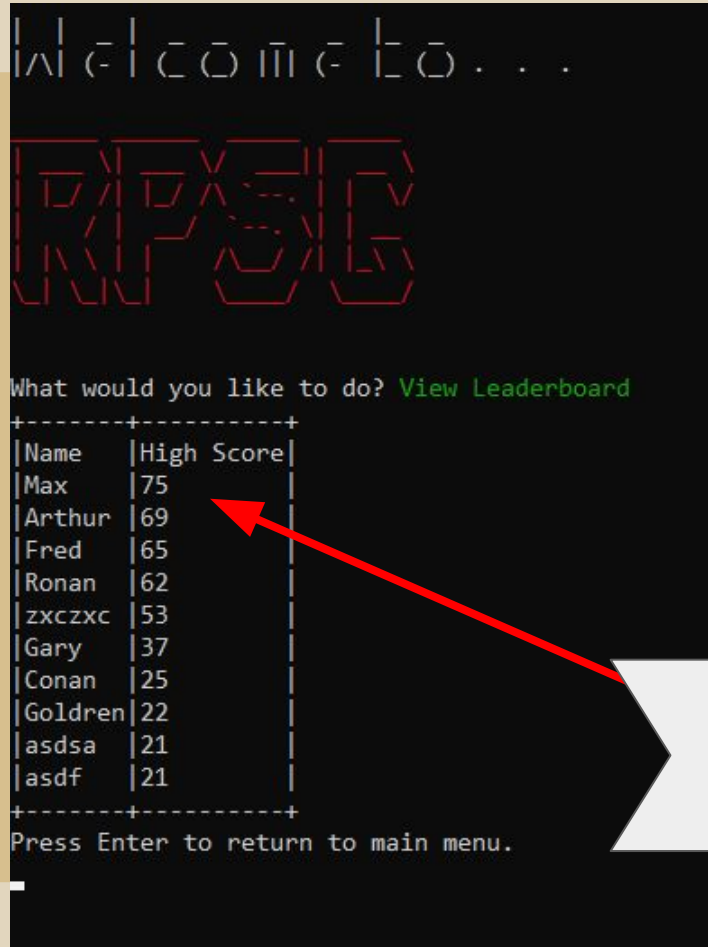 Welcome to...
RPSG
What would you like to do? View Leaderboard
+-------+----------+
|Name   |High Score|
|Max    |75        |
|Arthur |69        |
|Fred   |65        |
|Ronan  |62        |
|zxczxc |53        |
|Gary   |37        |
|Conan  |25        |
|Goldren|22        |
|asdsa  |21        |
|asdf   |21        |
+-------+----------+
Press Enter to return to main menu.